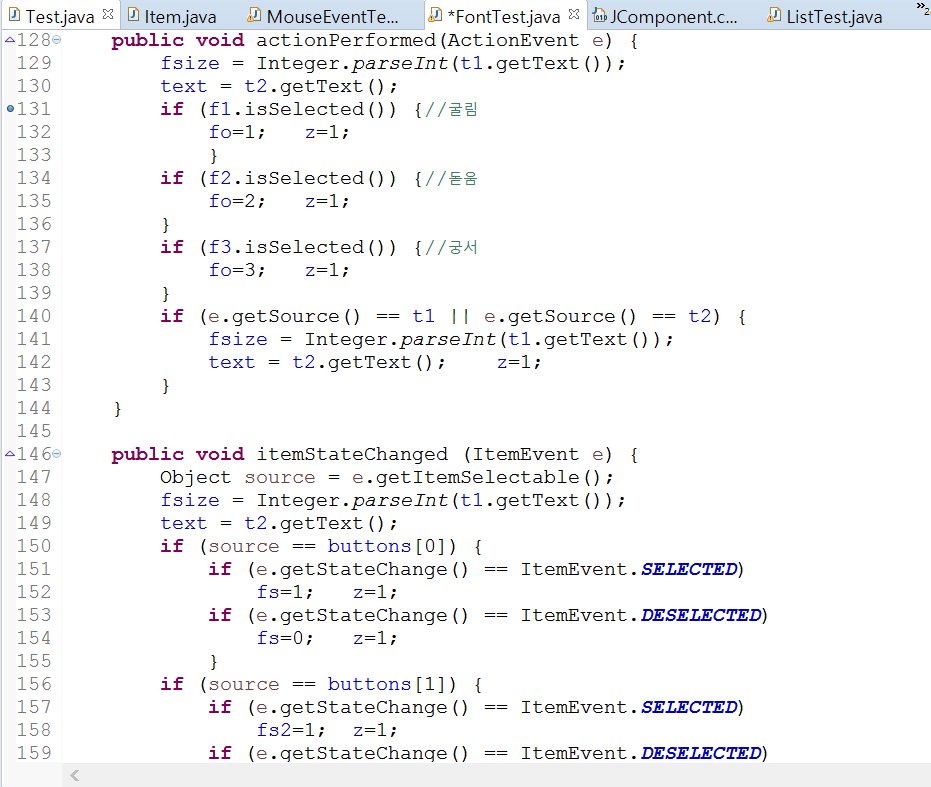 Test.java Item.java MouseEventTe... *FontTest.java JComponent.c... ListTest.java »2
128 public void actionPerformed(ActionEvent e) {
129 fsize = Integer.parseInt(t1.getText());
130 text = t2.getText();
131 if (f1.isSelected()) {//굴림
132 fo=1; z=1;
133 }
134 if (f2.isSelected()) {//돋움
135 fo=2; z=1;
136 }
137 if (f3.isSelected()) {//궁서
138 fo=3; z=1;
139 }
140 if (e.getSource() == t1 || e.getSource() == t2) {
141 fsize = Integer.parseInt(t1.getText());
142 text = t2.getText(); z=1;
143 }
144 }
145
146 public void itemStateChanged (ItemEvent e) {
147 Object source = e.getItemSelectable();
148 fsize = Integer.parseInt(t1.getText());
149 text = t2.getText();
150 if (source == buttons[0]) {
151 if (e.getStateChange() == ItemEvent.SELECTED)
152 fs=1; z=1;
153 if (e.getStateChange() == ItemEvent.DESELECTED)
154 fs=0; z=1;
155 }
156 if (source == buttons[1]) {
157 if (e.getStateChange() == ItemEvent.SELECTED)
158 fs2=1; z=1;
159 if (e.getStateChange() == ItemEvent.DESELECTED)